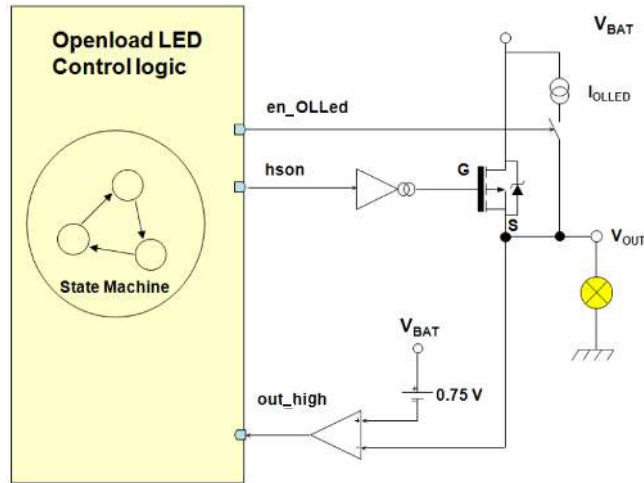 Openload LED
Control logic
V_BAT
I_OLLED
en_OLLed
hson
G
S
V_OUT
State Machine
V_BAT
0.75 V
out_high
+
-